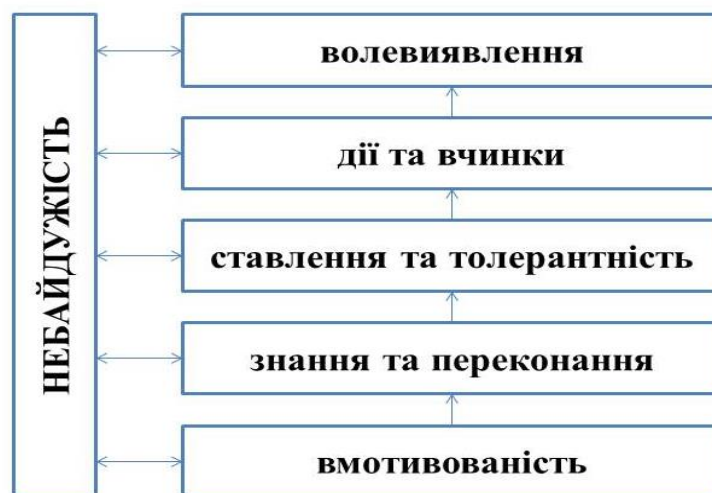 НЕБАЙДУЖІСТЬ
волевиявлення
дії та вчинки
ставлення та толерантність
знання та переконання
вмотивованість